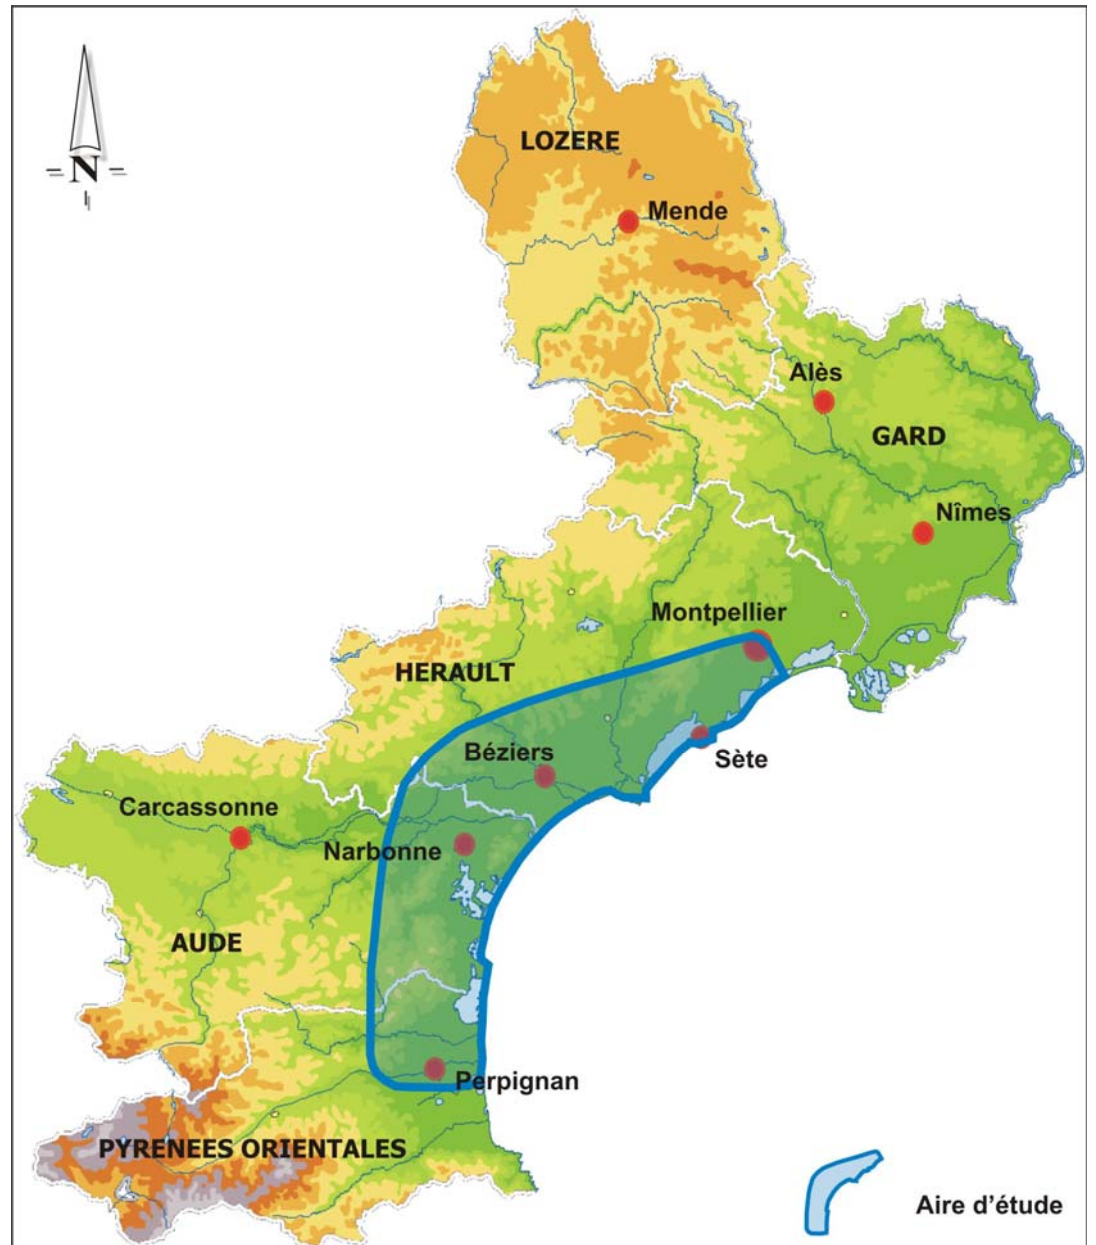 LOZERE
N
Mende
Alès
GARD
Nîmes
Montpellier
HERAULT
Béziers
Sète
Carcassonne
Narbonne
AUDE
Perpignan
PYRENEES ORIENTALES
Aire d'étude